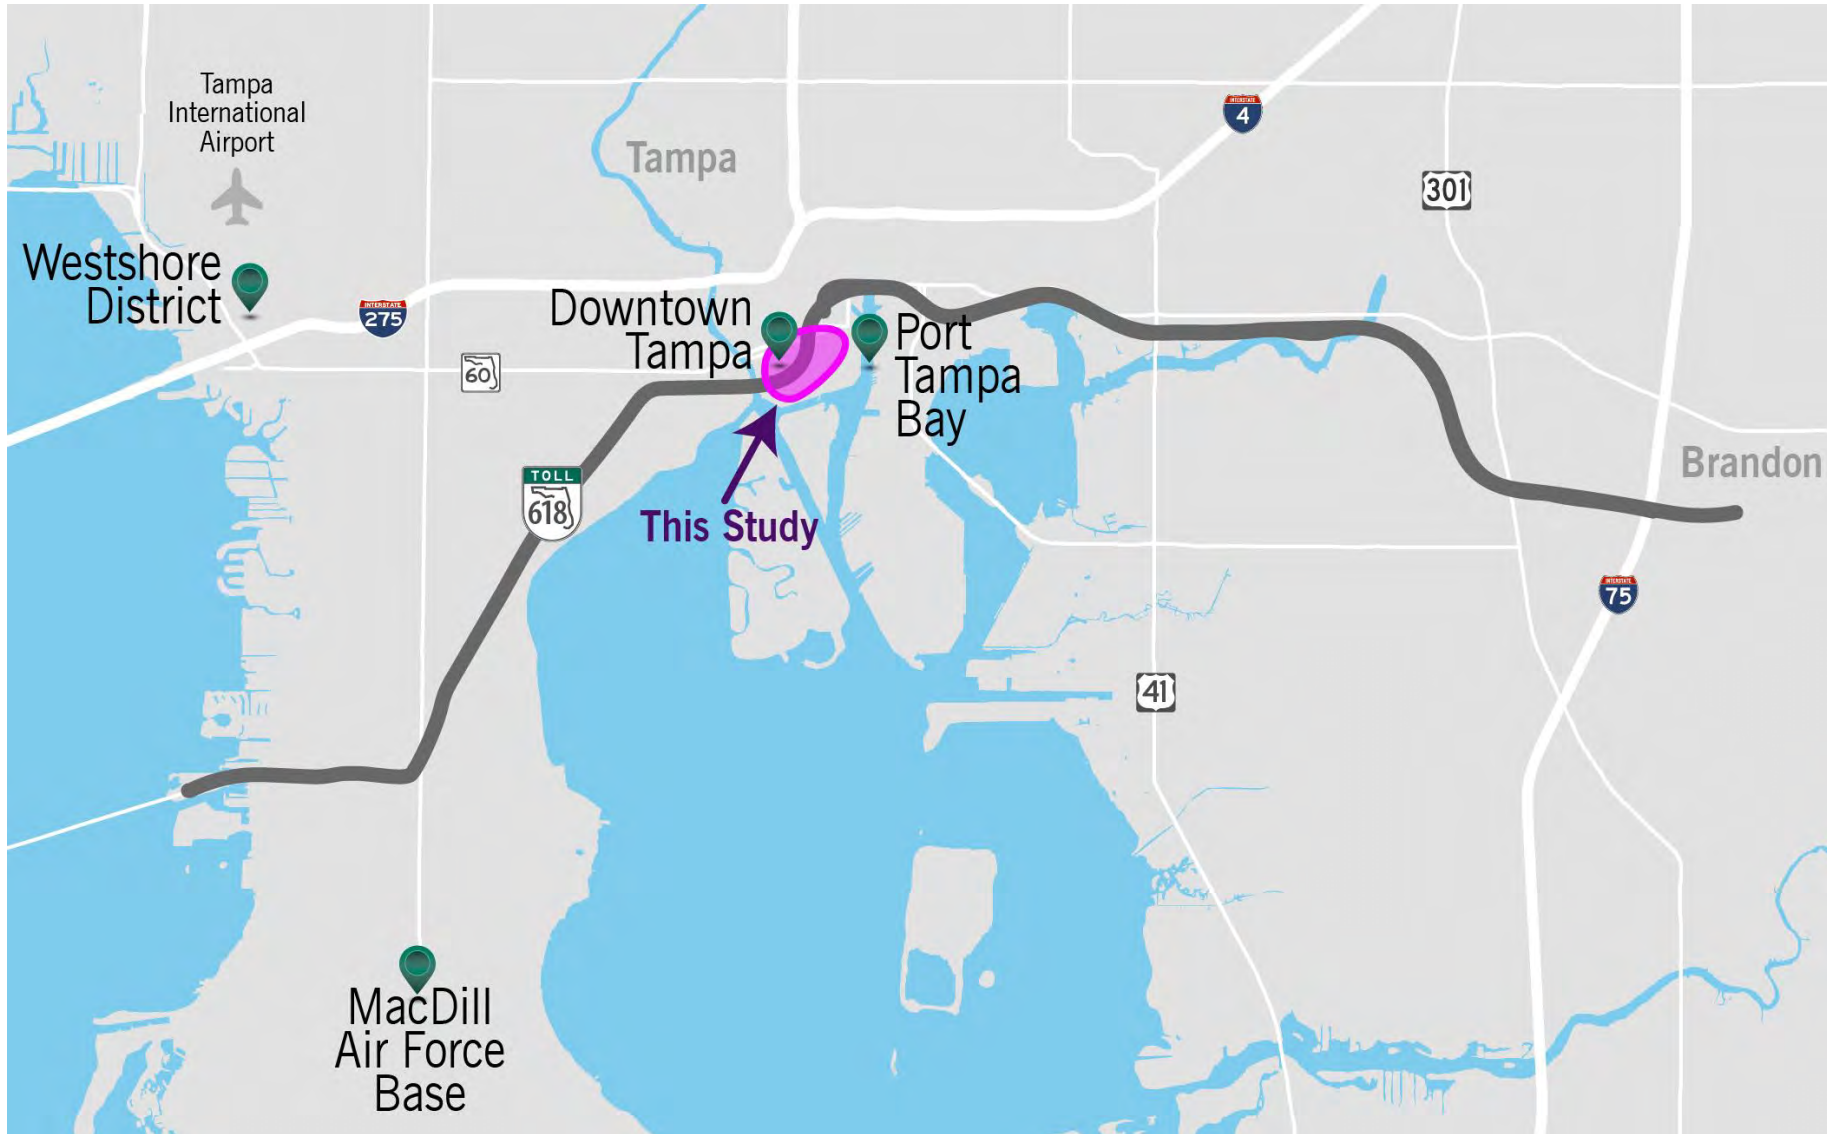 Tampa
International
Airport
Tampa
INTERSTATE
4
301
Westshore
District
INTERSTATE
275
Downtown
Tampa
Port
Tampa
Bay
60
Brandon
TOLL
618
This Study
INTERSTATE
75
41
MacDill
Air Force
Base